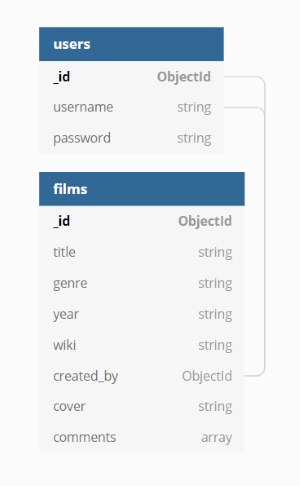 users
_id ObjectId
username string
password string
films
_id ObjectId
title string
genre string
year string
wiki string
created_by ObjectId
cover string
comments array